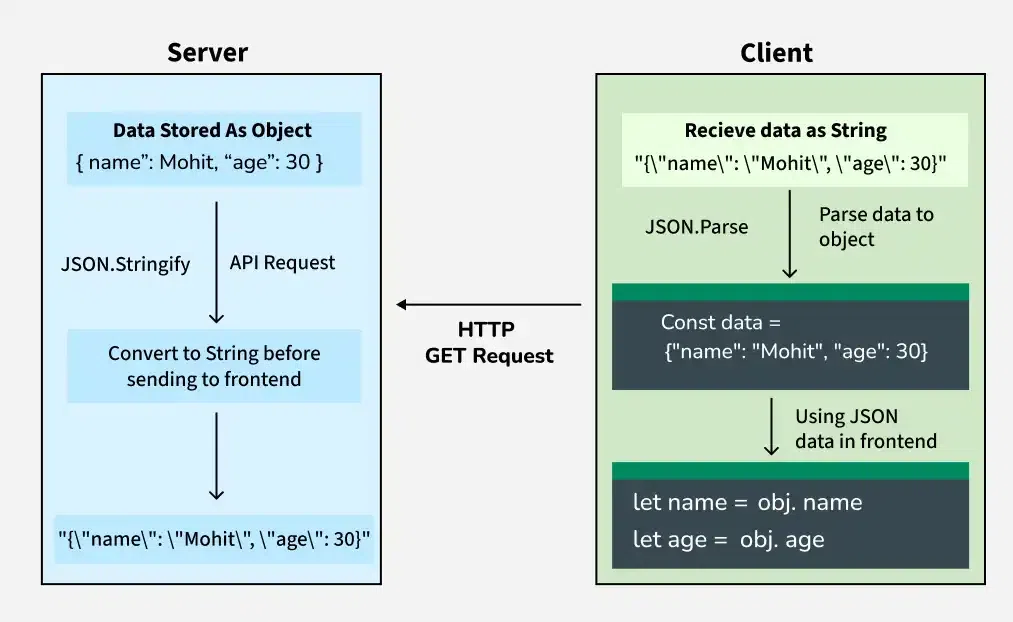 Server
Data Stored As Object
{ name”: Mohit, “age”: 30 }
JSON.Stringify
API Request
Convert to String before
sending to frontend
"{\"name\": \"Mohit\", \"age\": 30}"
HTTP
GET Request
Client
Recieve data as String
"{\"name\": \"Mohit\", \"age\": 30}"
JSON.Parse
Parse data to
object
Const data =
{"name": "Mohit", "age": 30}
Using JSON
data in frontend
let name = obj. name
let age = obj. age